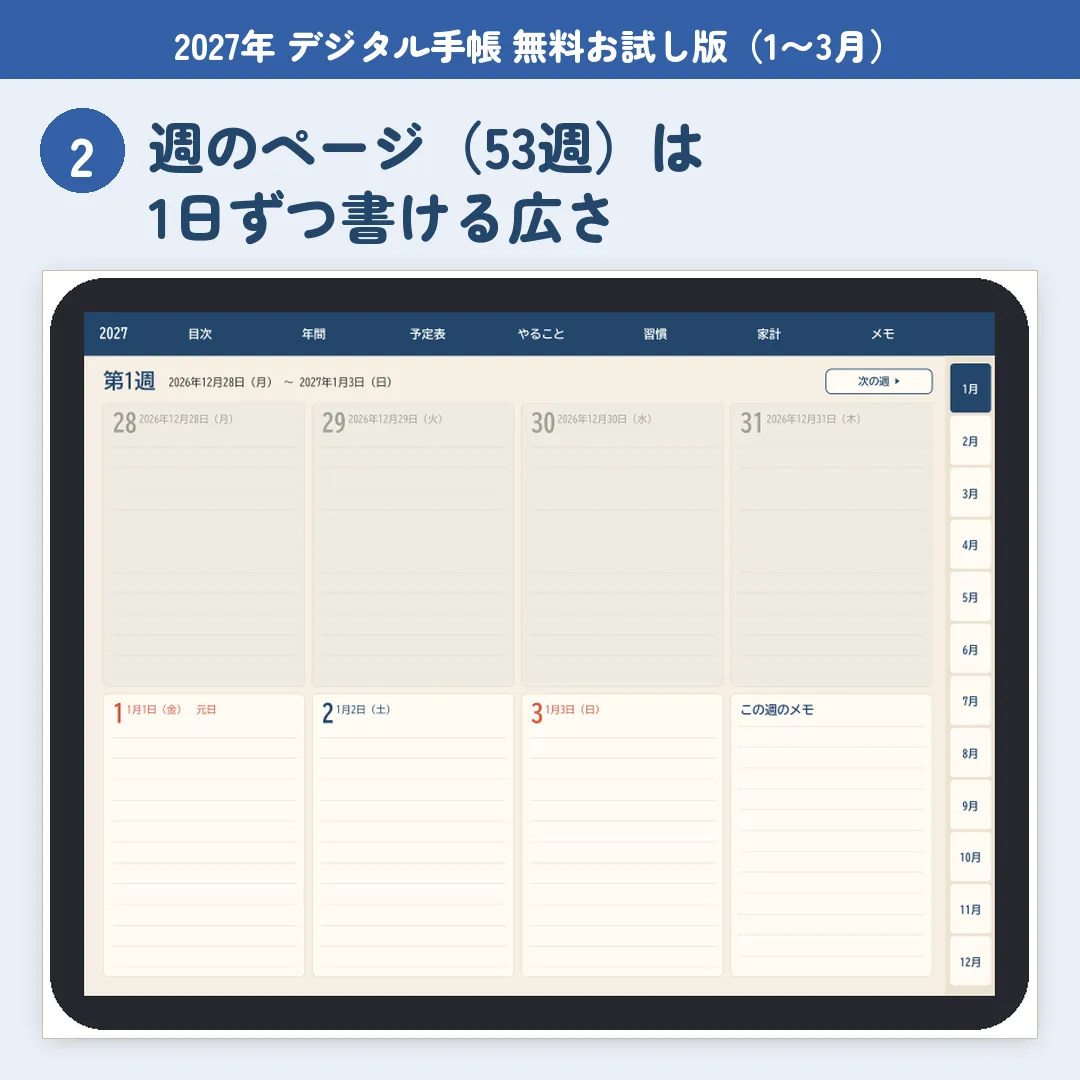 2027年 デジタル手帳 無料お試し版（1〜3月）
2
週のページ（53週）は
1日ずつ書ける広さ
2027 目次 年間 予定表 やること 習慣 家計 メモ
第1週 2026年12月28日（月） 〜 2027年1月3日（日） 次の週 ▸
28 2026年12月28日（月） 29 2026年12月29日（火） 30 2026年12月30日（水） 31 2026年12月31日（木）
1 1月1日（金） 元日 2 1月2日（土） 3 1月3日（日） この週のメモ
1月
2月
3月
4月
5月
6月
7月
8月
9月
10月
11月
12月